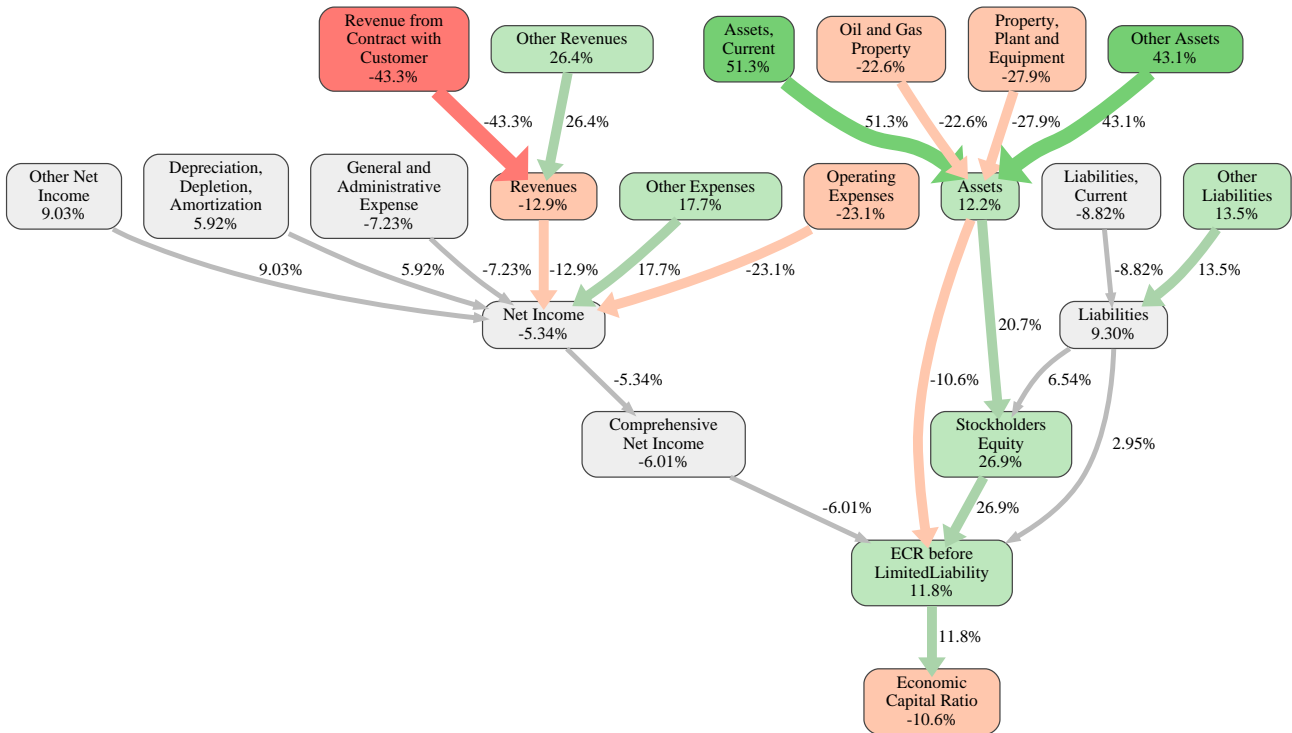 Revenue from
Contract with
Customer
-43.3%
Other Revenues
26.4%
Assets,
Current
51.3%
Oil and Gas
Property
-22.6%
Property,
Plant and
Equipment
-27.9%
Other Assets
43.1%
-43.3%
26.4%
51.3%
-22.6%
-27.9%
43.1%
Other Net
Income
9.03%
Depreciation,
Depletion,
Amortization
5.92%
General and
Administrative
Expense
-7.23%
Revenues
-12.9%
Other Expenses
17.7%
Operating
Expenses
-23.1%
Assets
12.2%
Liabilities,
Current
-8.82%
Other
Liabilities
13.5%
9.03%
5.92%
-7.23%
-12.9%
17.7%
-23.1%
-8.82%
13.5%
Net Income
-5.34%
20.7%
Liabilities
9.30%
-5.34%
-10.6%
6.54%
Comprehensive
Net Income
-6.01%
Stockholders
Equity
26.9%
2.95%
-6.01%
26.9%
ECR before
LimitedLiability
11.8%
11.8%
Economic
Capital Ratio
-10.6%